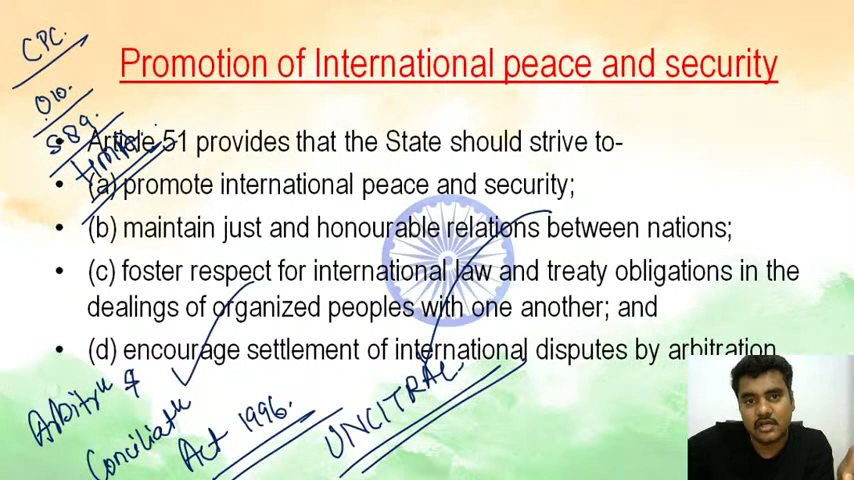 CPC.
Promotion of International peace and security
O10.
S89.
• Article 51 provides that the State should strive to-
HMA.
• (a) promote international peace and security;
• (b) maintain just and honourable relations between nations;
• (c) foster respect for international law and treaty obligations in the
dealings of organized peoples with one another; and
• (d) encourage settlement of international disputes by arbitration
UNCITRAL
Act 1996.